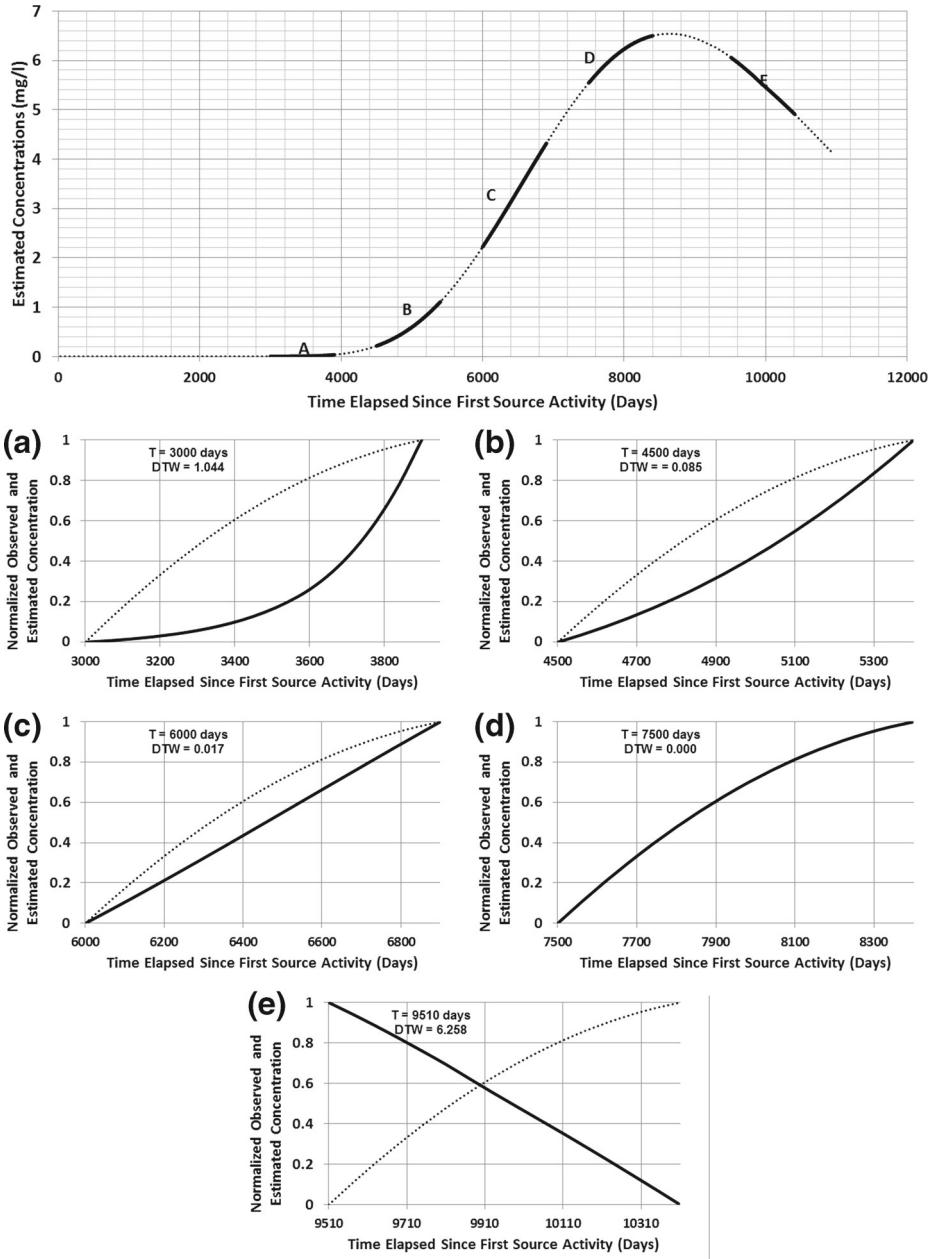 7
6
5
4
3
2
1
0
Estimated Concentrations (mg/l)
A
B
C
D
E
0 2000 4000 6000 8000 10000 12000
Time Elapsed Since First Source Activity (Days)
(a)
Normalized Observed and
Estimated Concentration
1
0.8
0.6
0.4
0.2
0
T = 3000 days
DTW = 1.044
3000 3200 3400 3600 3800
Time Elapsed Since First Source Activity (Days)
(b)
Normalized Observed and
Estimated Concentration
1
0.8
0.6
0.4
0.2
0
T = 4500 days
DTW = = 0.085
4500 4700 4900 5100 5300
Time Elapsed Since First Source Activity (Days)
(c)
Normalized Observed and
Estimated Concentration
1
0.8
0.6
0.4
0.2
0
T = 6000 days
DTW = 0.017
6000 6200 6400 6600 6800
Time Elapsed Since First Source Activity (Days)
(d)
Normalized Observed and
Estimated Concentration
1
0.8
0.6
0.4
0.2
0
T = 7500 days
DTW = 0.000
7500 7700 7900 8100 8300
Time Elapsed Since First Source Activity (Days)
(e)
Normalized Observed and
Estimated Concentration
1
0.8
0.6
0.4
0.2
0
T = 9510 days
DTW = 6.258
9510 9710 9910 10110 10310
Time Elapsed Since First Source Activity (Days)